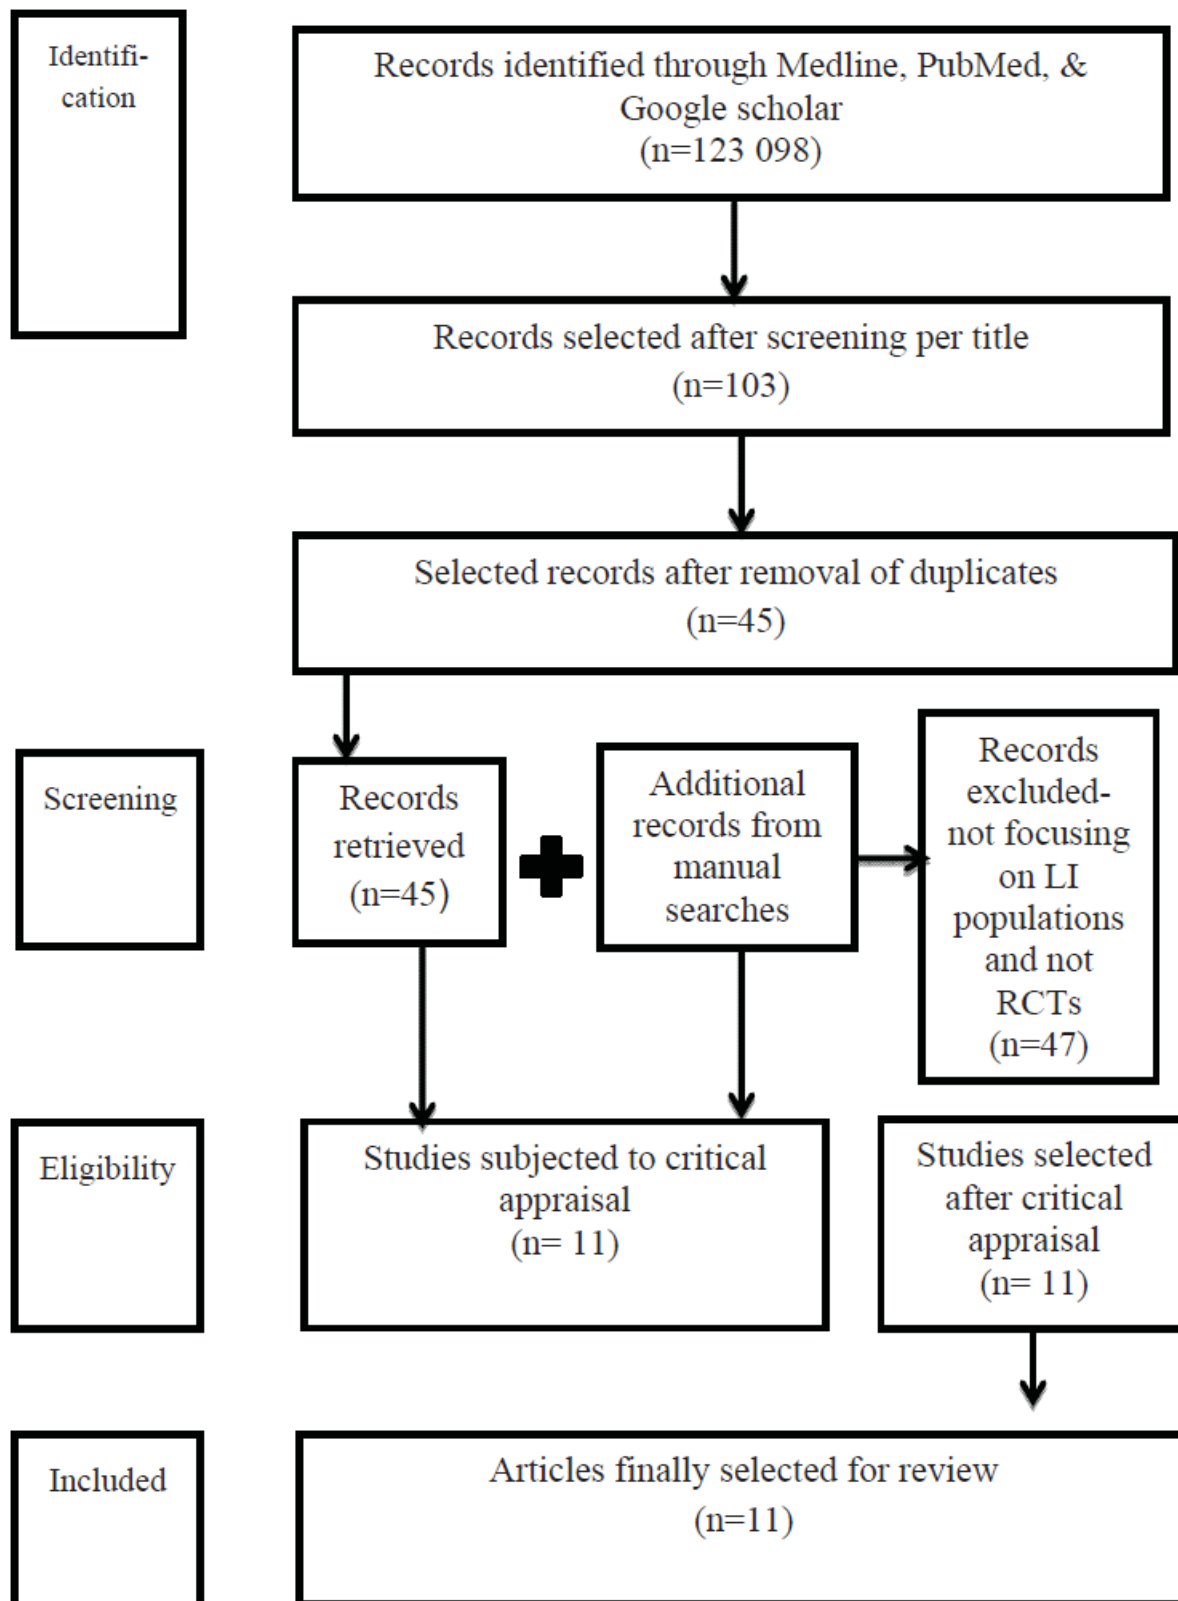 Identifi-
cation
Records identified through Medline, PubMed, &
Google scholar
(n=123 098)
Records selected after screening per title
(n=103)
Selected records after removal of duplicates
(n=45)
Screening
Records
retrieved
(n=45)
Additional
records from
manual
searches
Records
excluded-
not focusing
on LI
populations
and not
RCTs
(n=47)
Eligibility
Studies subjected to critical
appraisal
(n= 11)
Studies selected
after critical
appraisal
(n= 11)
Included
Articles finally selected for review
(n=11)